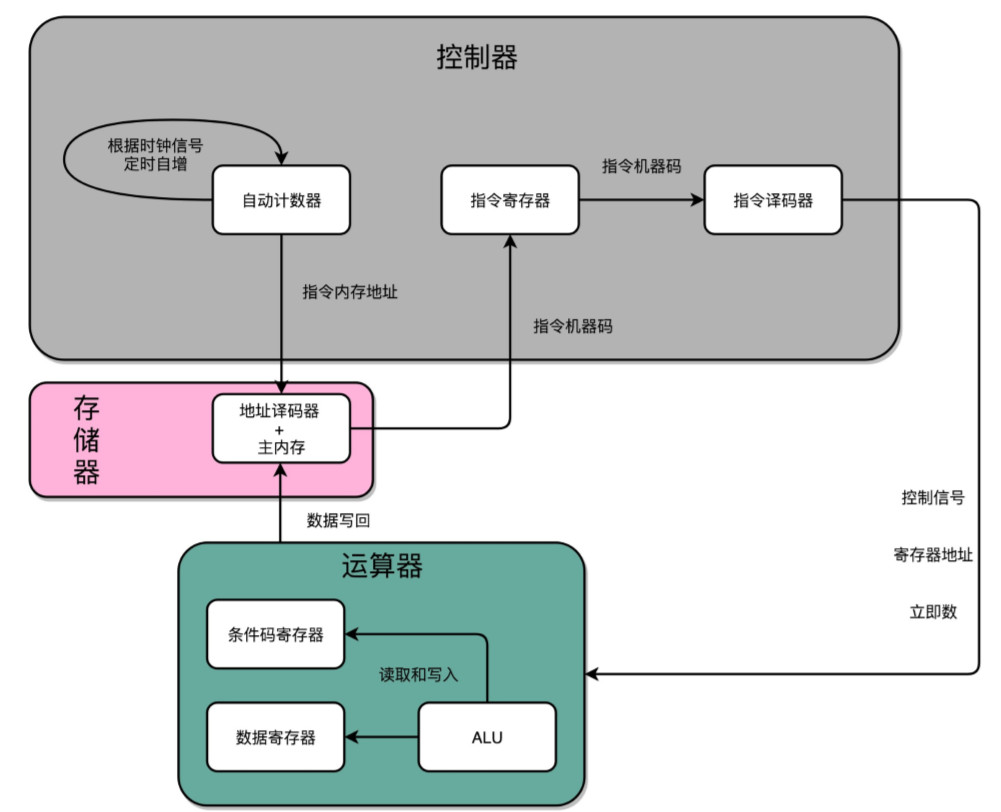 控制器
根据时钟信号
定时自增
自动计数器
指令寄存器
指令机器码
指令译码器
指令内存地址
指令机器码
存
储
器
地址译码器
+
主内存
数据写回
控制信号
寄存器地址
立即数
运算器
条件码寄存器
读取和写入
数据寄存器
ALU